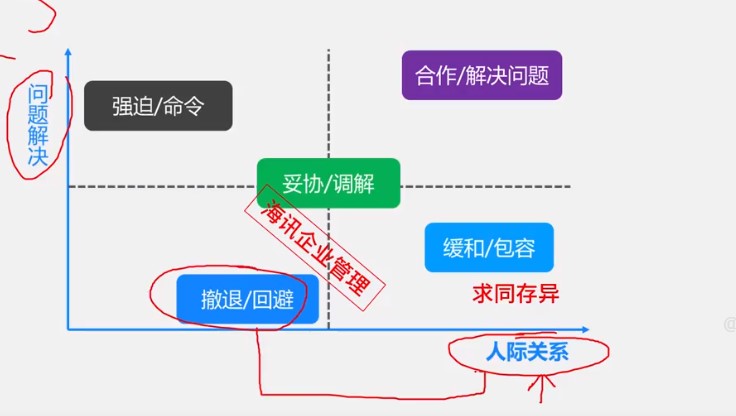 合作/解决问题
强迫/命令
问题解决
妥协/调解
海讯企业管理
缓和/包容
求同存异
撤退/回避
人际关系
@